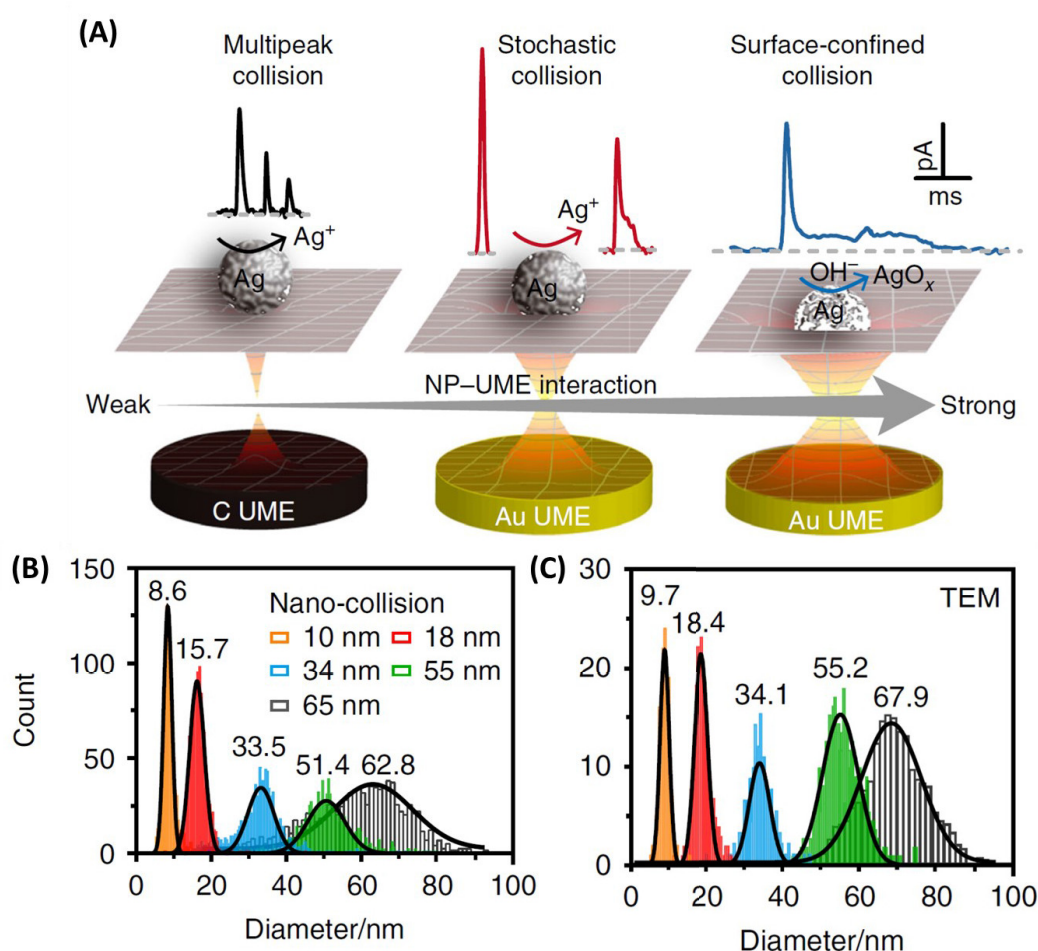 (A)
Multipeak
collision
Stochastic
collision
Surface-confined
collision
pA
ms
Ag⁺
Ag
Ag⁺
Ag
OH⁻
AgOₓ
Ag
NP–UME interaction
Weak
Strong
C UME
Au UME
Au UME
(B)
150
100
50
0
Count
8.6
15.7
33.5
51.4
62.8
Nano-collision
10 nm
18 nm
34 nm
55 nm
65 nm
0
20
40
60
80
100
Diameter/nm
(C)
30
20
10
0
9.7
18.4
34.1
55.2
67.9
TEM
0
20
40
60
80
100
Diameter/nm